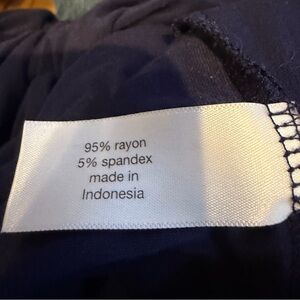 95% rayon
5% spandex
made in
Indonesia